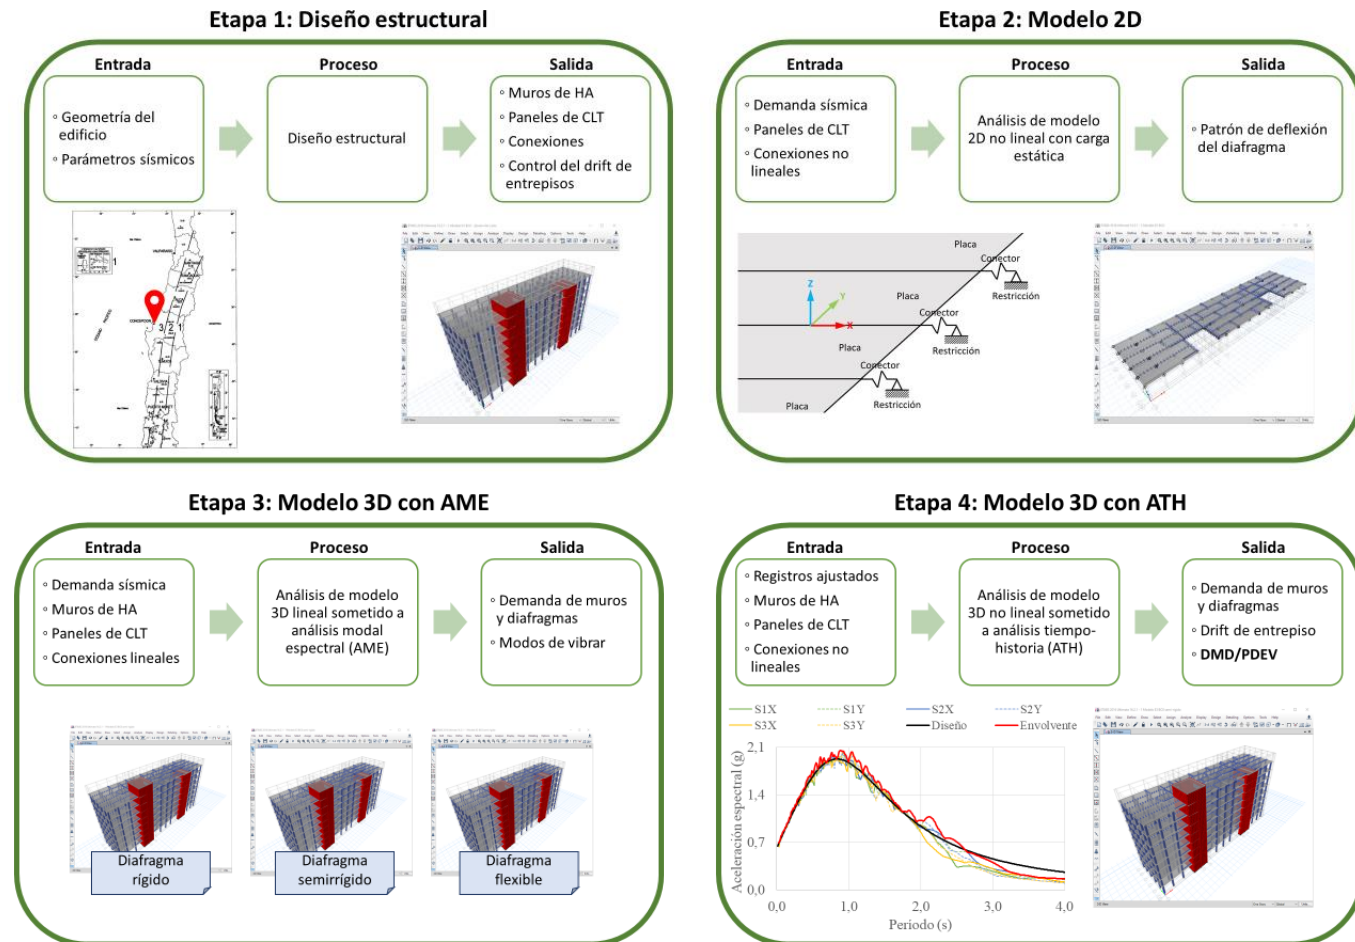 Etapa 1: Diseño estructural
Entrada
Proceso
Salida
◦ Geometría del
edificio
◦ Parámetros sísmicos
Diseño estructural
◦ Muros de HA
◦ Paneles de CLT
◦ Conexiones
◦ Control del drift de
entrepisos
Etapa 2: Modelo 2D
Entrada
Proceso
Salida
◦ Demanda sísmica
◦ Paneles de CLT
◦ Conexiones no
lineales
Análisis de modelo
2D no lineal con carga
estática
◦ Patrón de deflexión
del diafragma
Placa
Conector
Restricción
Placa
Conector
Restricción
Placa
Conector
Restricción
Placa
Z
Y
X
Etapa 3: Modelo 3D con AME
Entrada
Proceso
Salida
◦ Demanda sísmica
◦ Muros de HA
◦ Paneles de CLT
◦ Conexiones lineales
Análisis de modelo
3D lineal sometido a
análisis modal
espectral (AME)
◦ Demanda de muros
y diafragmas
◦ Modos de vibrar
Diafragma
rígido
Diafragma
semirrígido
Diafragma
flexible
Etapa 4: Modelo 3D con ATH
Entrada
Proceso
Salida
◦ Registros ajustados
◦ Muros de HA
◦ Paneles de CLT
◦ Conexiones no
lineales
Análisis de modelo
3D no lineal sometido
a análisis tiempo-
historia (ATH)
◦ Demanda de muros
y diafragmas
◦ Drift de entrepiso
◦ DMD/PDEV
S1X S1Y S2X S2Y
S3X S3Y Diseño Envolvente
Aceleración espectral (g)
2,1
1,4
0,7
0,0
0,0 1,0 2,0 3,0 4,0
Periodo (s)